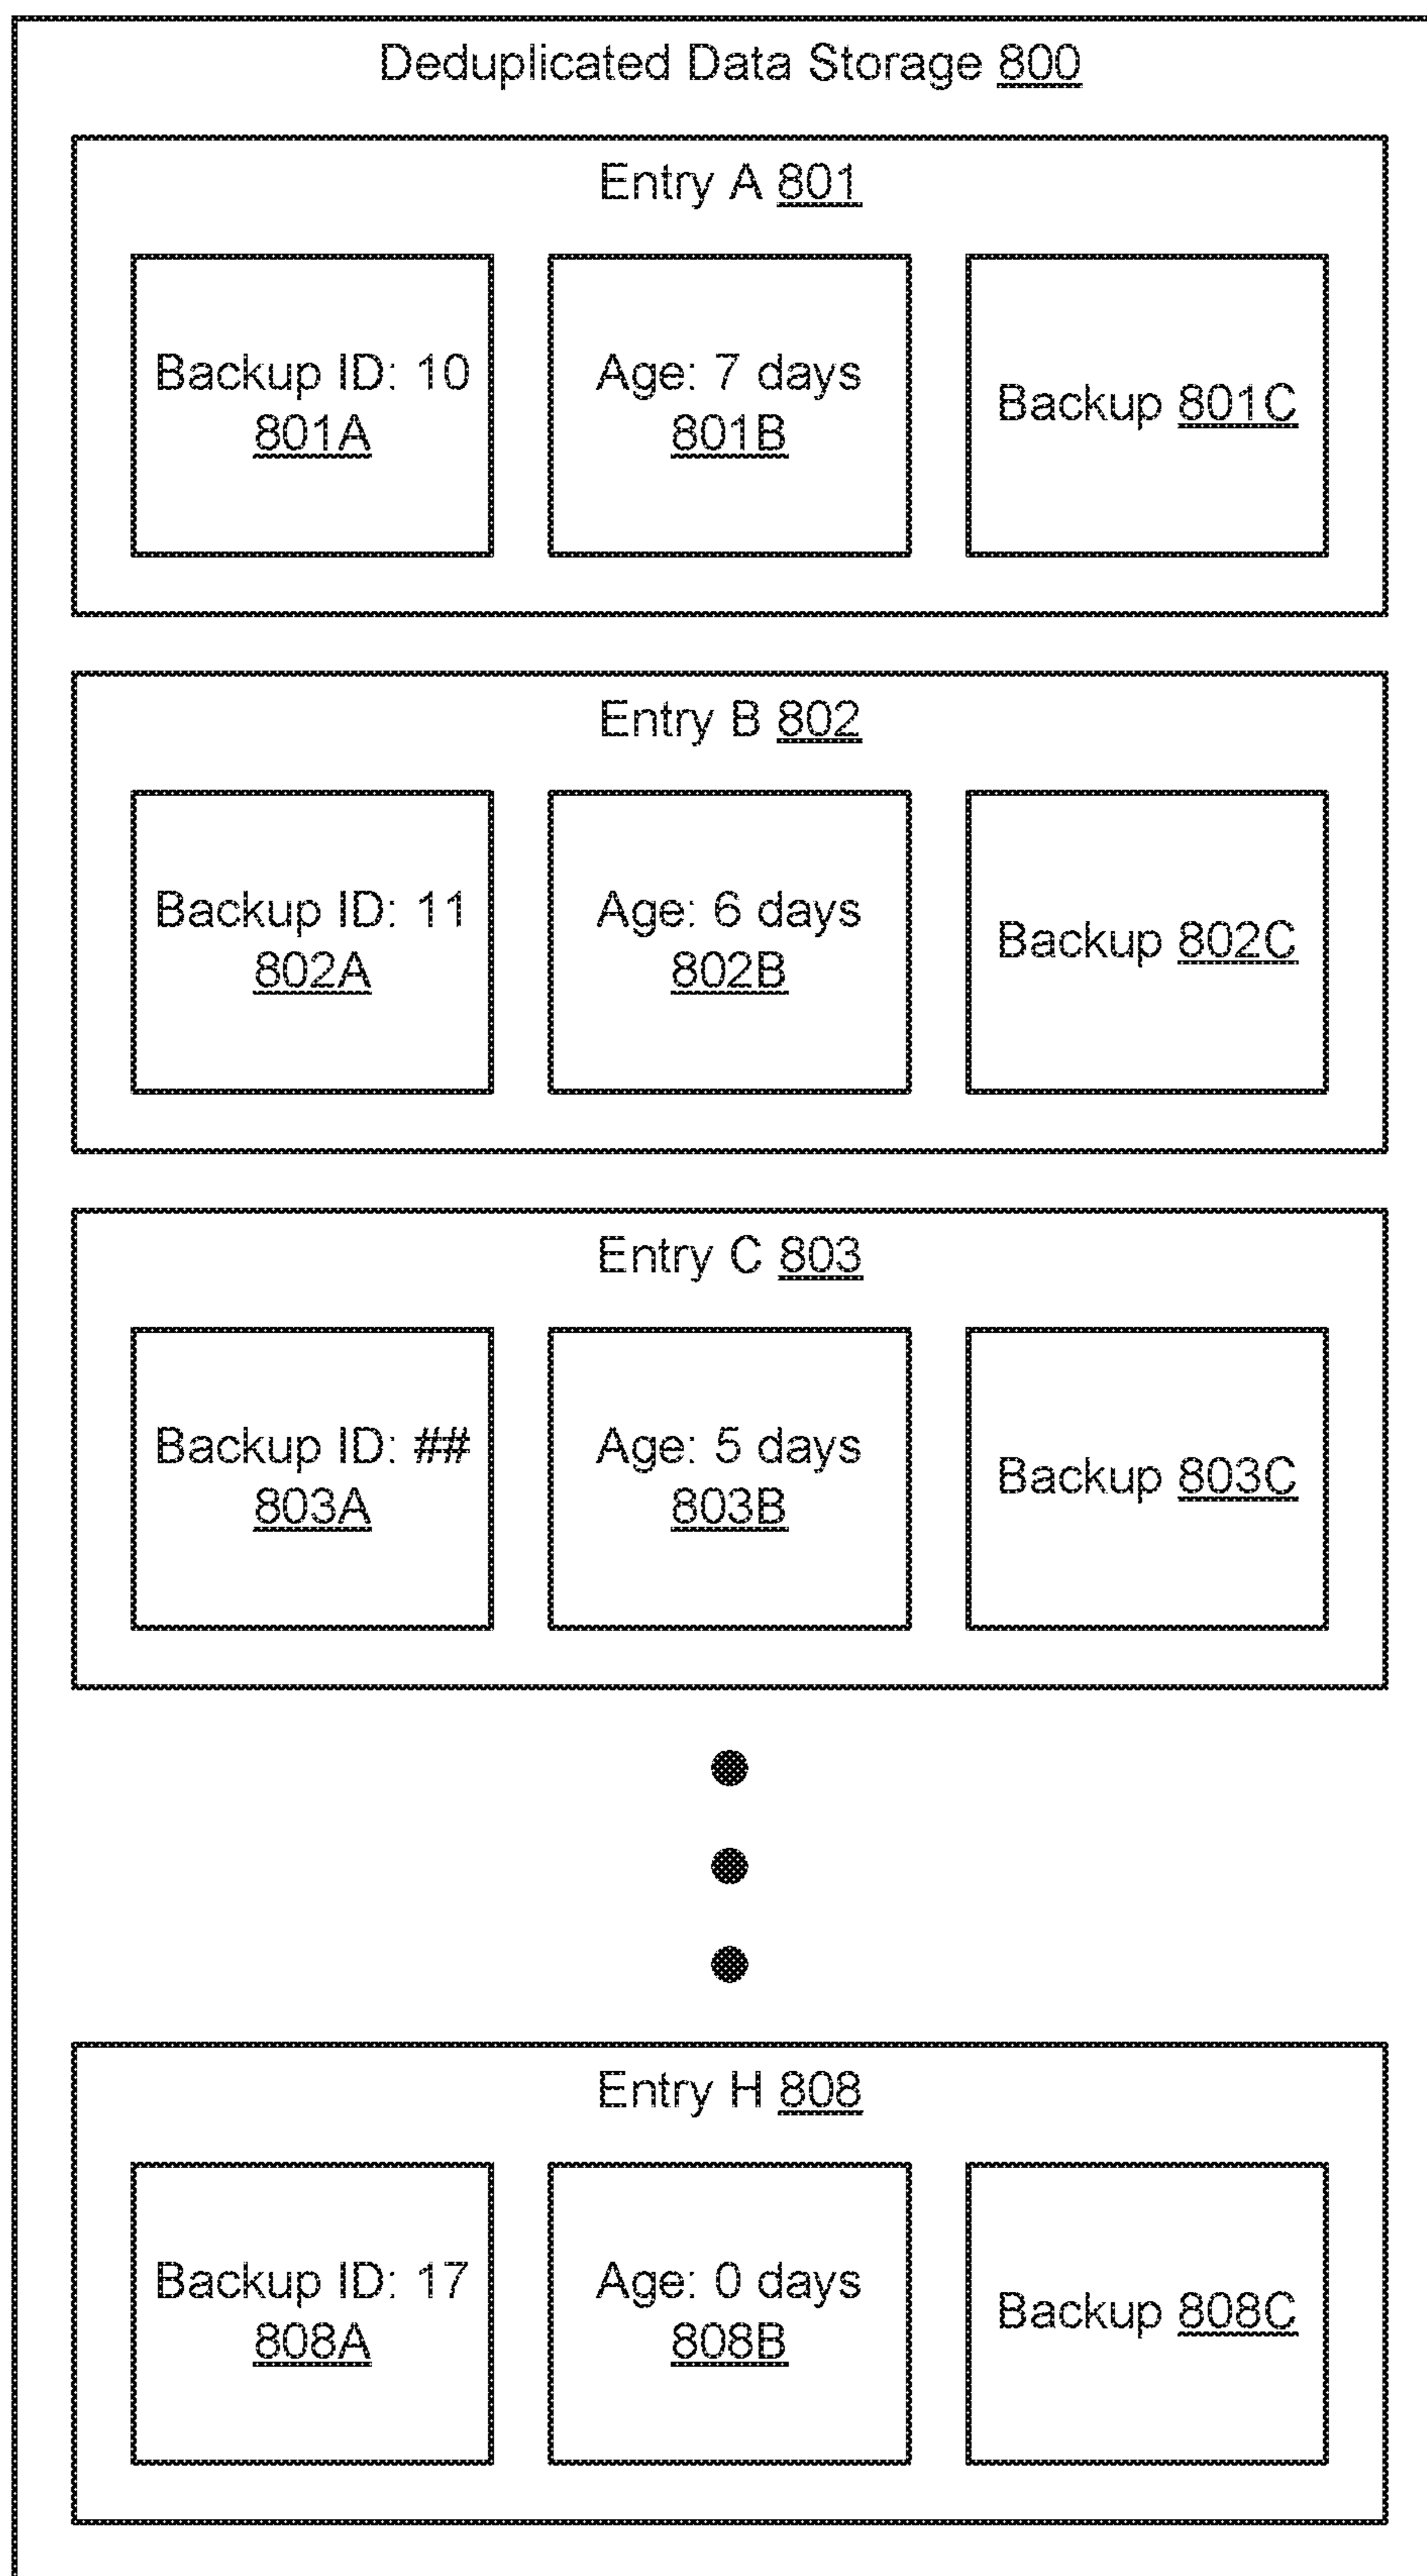 Deduplicated Data Storage 800
Entry A 801
Backup ID: 10
801A
Age: 7 days
801B
Backup 801C
Entry B 802
Backup ID: 11
802A
Age: 6 days
802B
Backup 802C
Entry C 803
Backup ID: ##
803A
Age: 5 days
803B
Backup 803C
Entry H 808
Backup ID: 17
808A
Age: 0 days
808B
Backup 808C